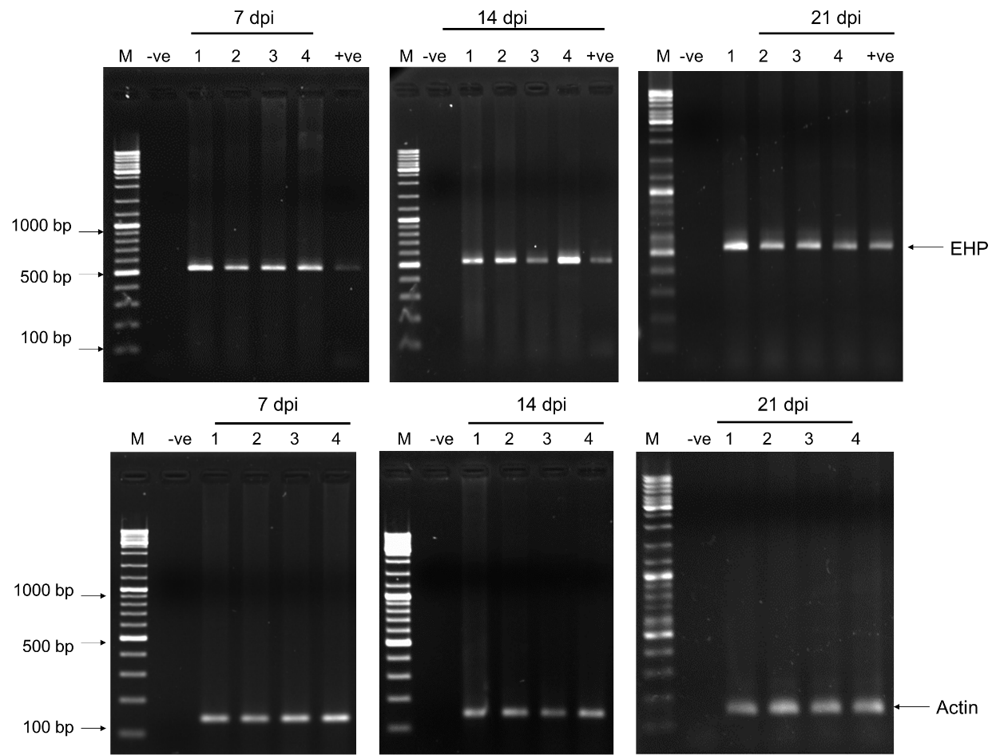 7 dpi 14 dpi 21 dpi
M -ve 1 2 3 4 +ve M -ve 1 2 3 4 +ve M -ve 1 2 3 4 +ve
1000 bp
EHP
500 bp
100 bp
7 dpi 14 dpi 21 dpi
M -ve 1 2 3 4 M -ve 1 2 3 4 M -ve 1 2 3 4
1000 bp
500 bp
Actin
100 bp